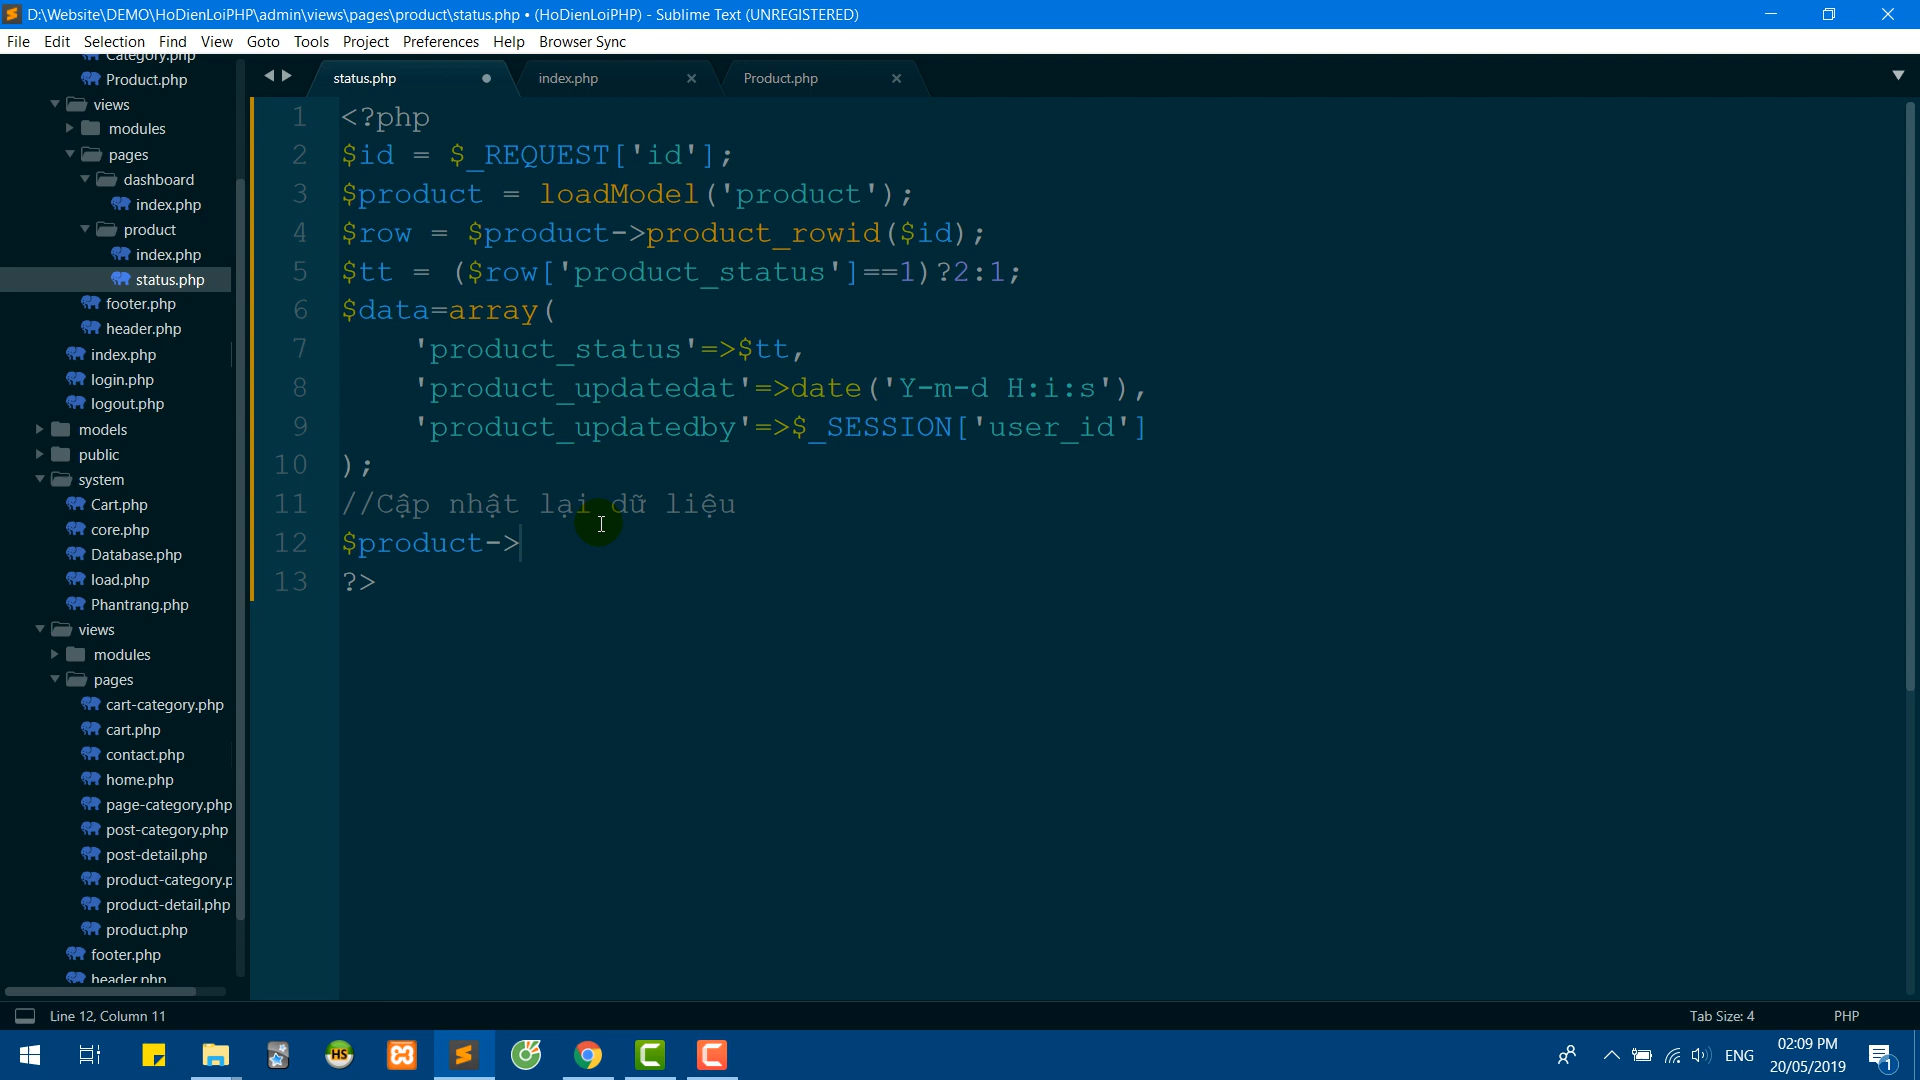 D:\Website\DEMO\HoDienLoiPHP\admin\views\pages\product\status.php • (HoDienLoiPHP) - Sublime Text (UNREGISTERED)
File Edit Selection Find View Goto Tools Project Preferences Help Browser Sync
Category.php
Product.php
views
modules
pages
dashboard
index.php
product
index.php
status.php
footer.php
header.php
index.php
login.php
logout.php
models
public
system
Cart.php
core.php
Database.php
load.php
Phantrang.php
views
modules
pages
cart-category.php
cart.php
contact.php
home.php
page-category.php
post-category.php
post-detail.php
product-category.p
product-detail.php
product.php
footer.php
header.php
status.php index.php Product.php
1 <?php
2 $id = $_REQUEST['id'];
3 $product = loadModel('product');
4 $row = $product->product_rowid($id);
5 $tt = ($row['product_status']==1)?2:1;
6 $data=array(
7 'product_status'=>$tt,
8 'product_updatedat'=>date('Y-m-d H:i:s'),
9 'product_updatedby'=>$_SESSION['user_id']
10 );
11 //Cập nhật lại dữ liệu
12 $product->
13 ?>
Line 12, Column 11 Tab Size: 4 PHP
HS
ENG
02:09 PM
20/05/2019
1